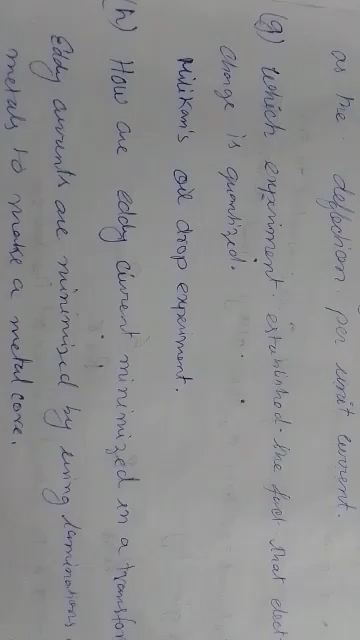 as the deflection per unit current.
(g) Which experiment established the fact that elect
charge is quantized.
Milikan's oil drop experiment.
(h) How are eddy current minimized in a transfor
Eddy currents are minimized by using laminations
metals to make a metal core.